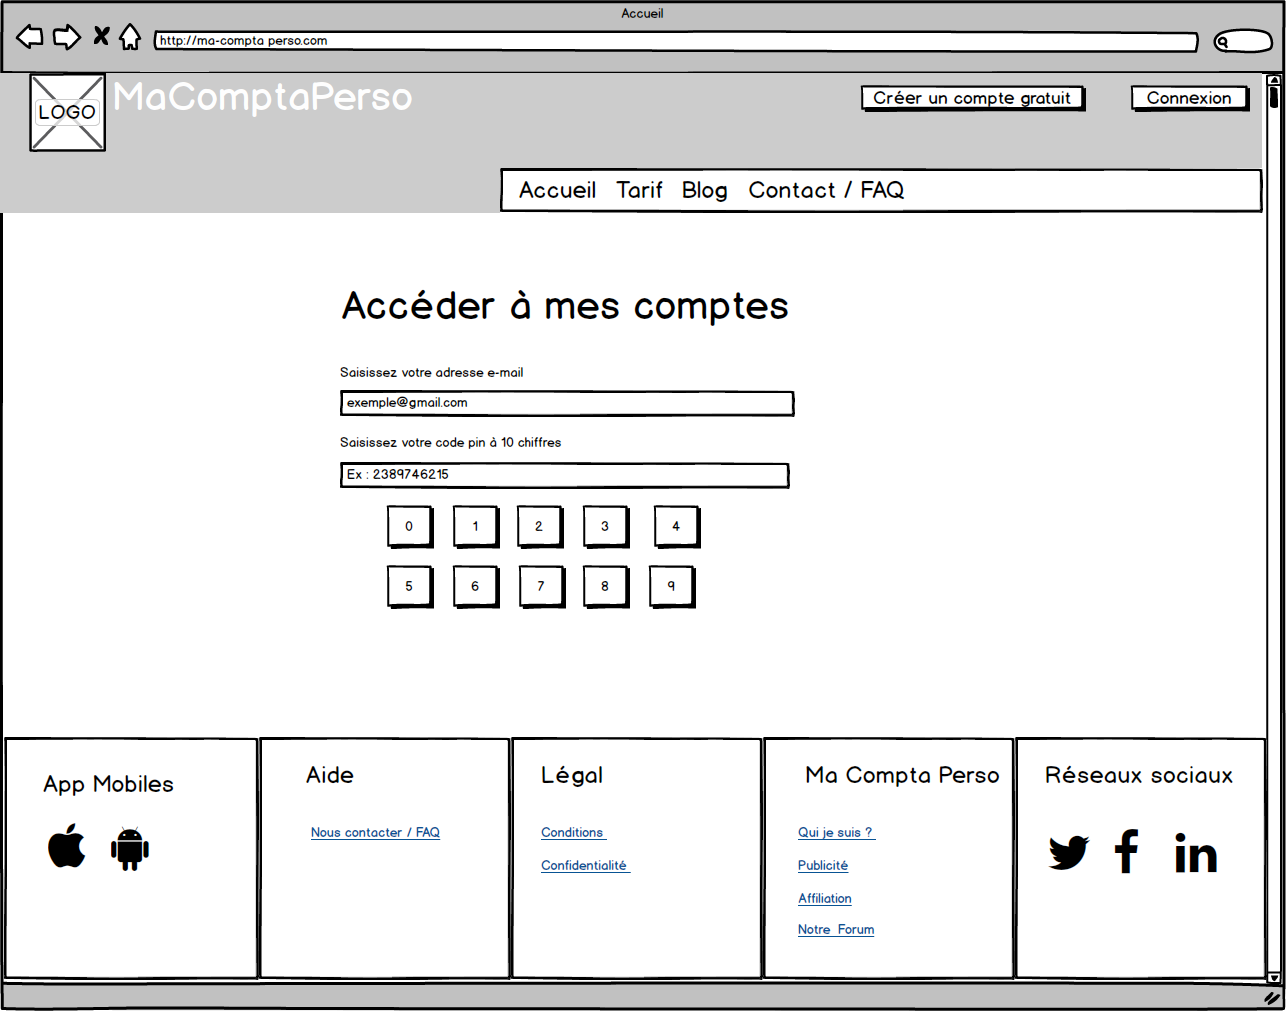 Accueil
http://ma-compta perso.com
LOGO
MaComptaPerso
Créer un compte gratuit
Connexion
Accueil Tarif Blog Contact / FAQ
Accéder à mes comptes
Saisissez votre adresse e-mail
exemple@gmail.com
Saisissez votre code pin à 10 chiffres
Ex : 2389746215
0 1 2 3 4
5 6 7 8 9
App Mobiles
Aide
Nous contacter / FAQ
Légal
Conditions
Confidentialité
Ma Compta Perso
Qui je suis ?
Publicité
Affiliation
Notre Forum
Réseaux sociaux